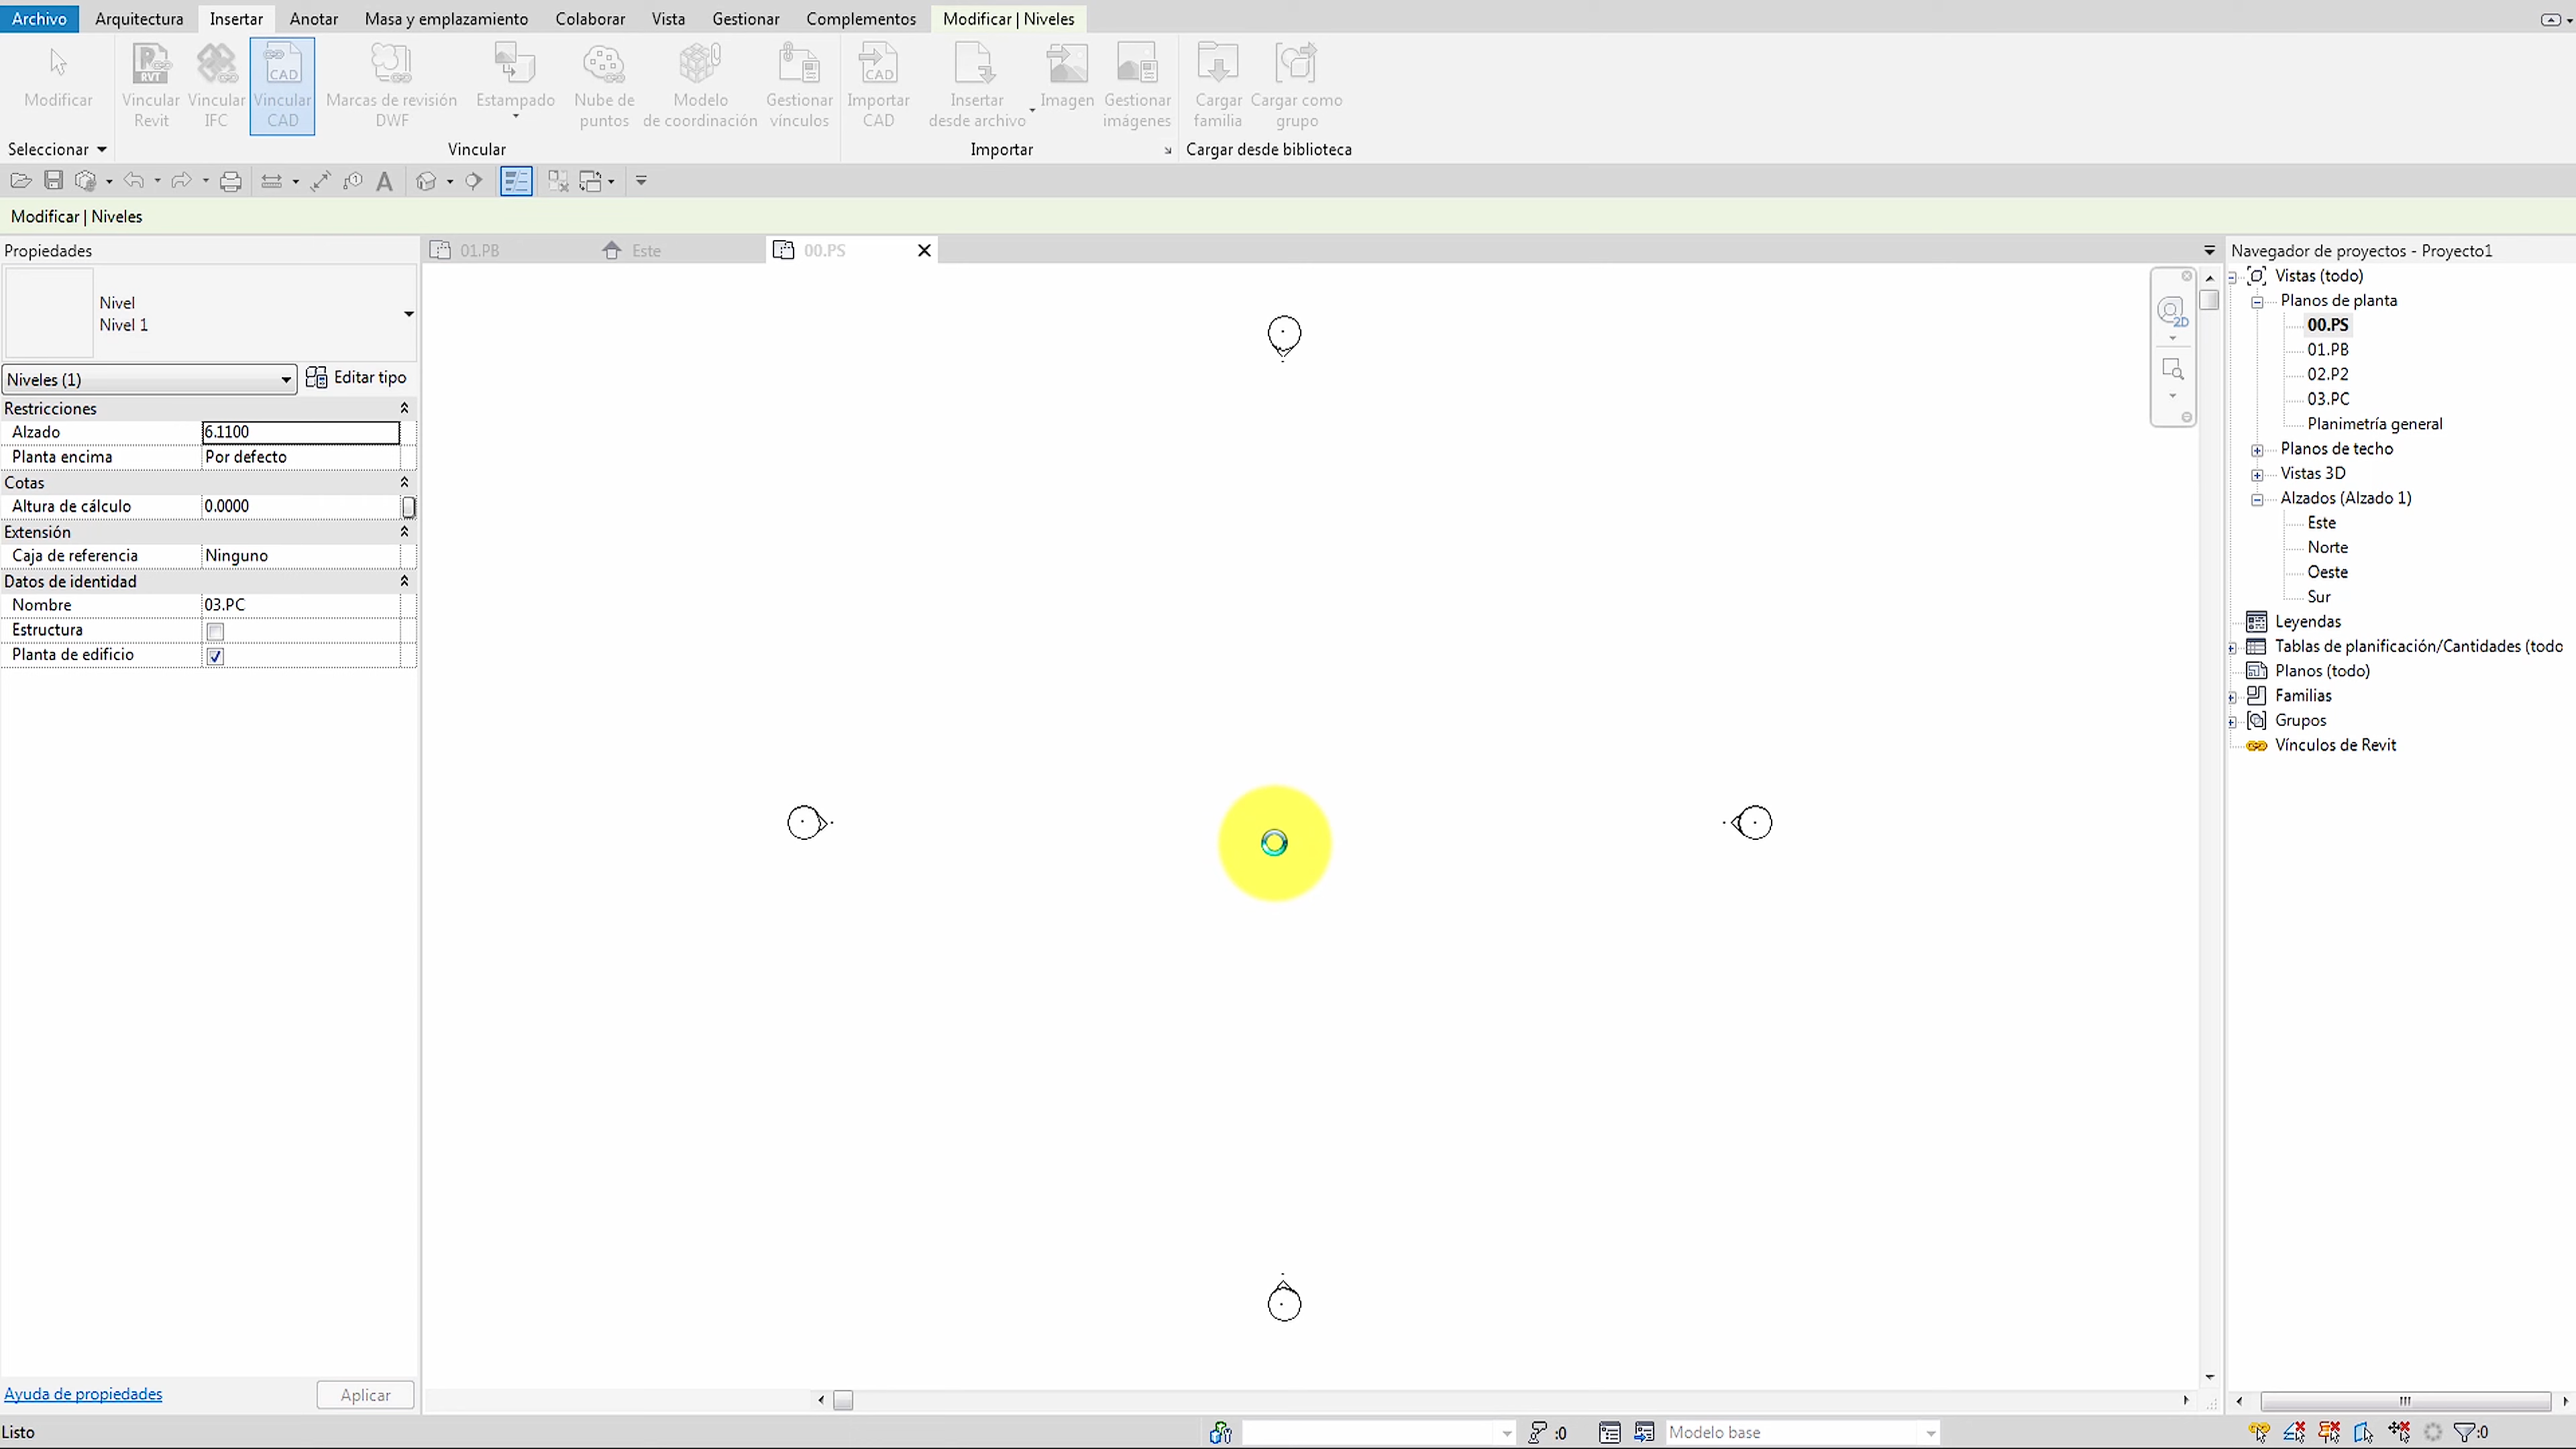 Archivo Arquitectura Insertar Anotar Masa y emplazamiento Colaborar Vista Gestionar Complementos Modificar | Niveles
RVT CAD CAD
Modificar Vincular Vincular Vincular Marcas de revisión Estampado Nube de Modelo Gestionar Importar Insertar Imagen Gestionar Cargar Cargar como
Revit IFC CAD DWF puntos de coordinación vínculos CAD desde archivo imágenes familia grupo
Seleccionar Vincular Importar Cargar desde biblioteca
Modificar | Niveles
Propiedades
Nivel
Nivel 1
Niveles (1) Editar tipo
Restricciones
Alzado 6.1100
Planta encima Por defecto
Cotas
Altura de cálculo 0.0000
Extensión
Caja de referencia Ninguno
Datos de identidad
Nombre 03.PC
Estructura
Planta de edificio
Ayuda de propiedades Aplicar
01.PB Este 00.PS
2D
Navegador de proyectos - Proyecto1
Vistas (todo)
Planos de planta
00.PS
01.PB
02.P2
03.PC
Planimetría general
Planos de techo
Vistas 3D
Alzados (Alzado 1)
Este
Norte
Oeste
Sur
Leyendas
Tablas de planificación/Cantidades (todo
Planos (todo)
Familias
Grupos
Vínculos de Revit
Listo :0 Modelo base :0